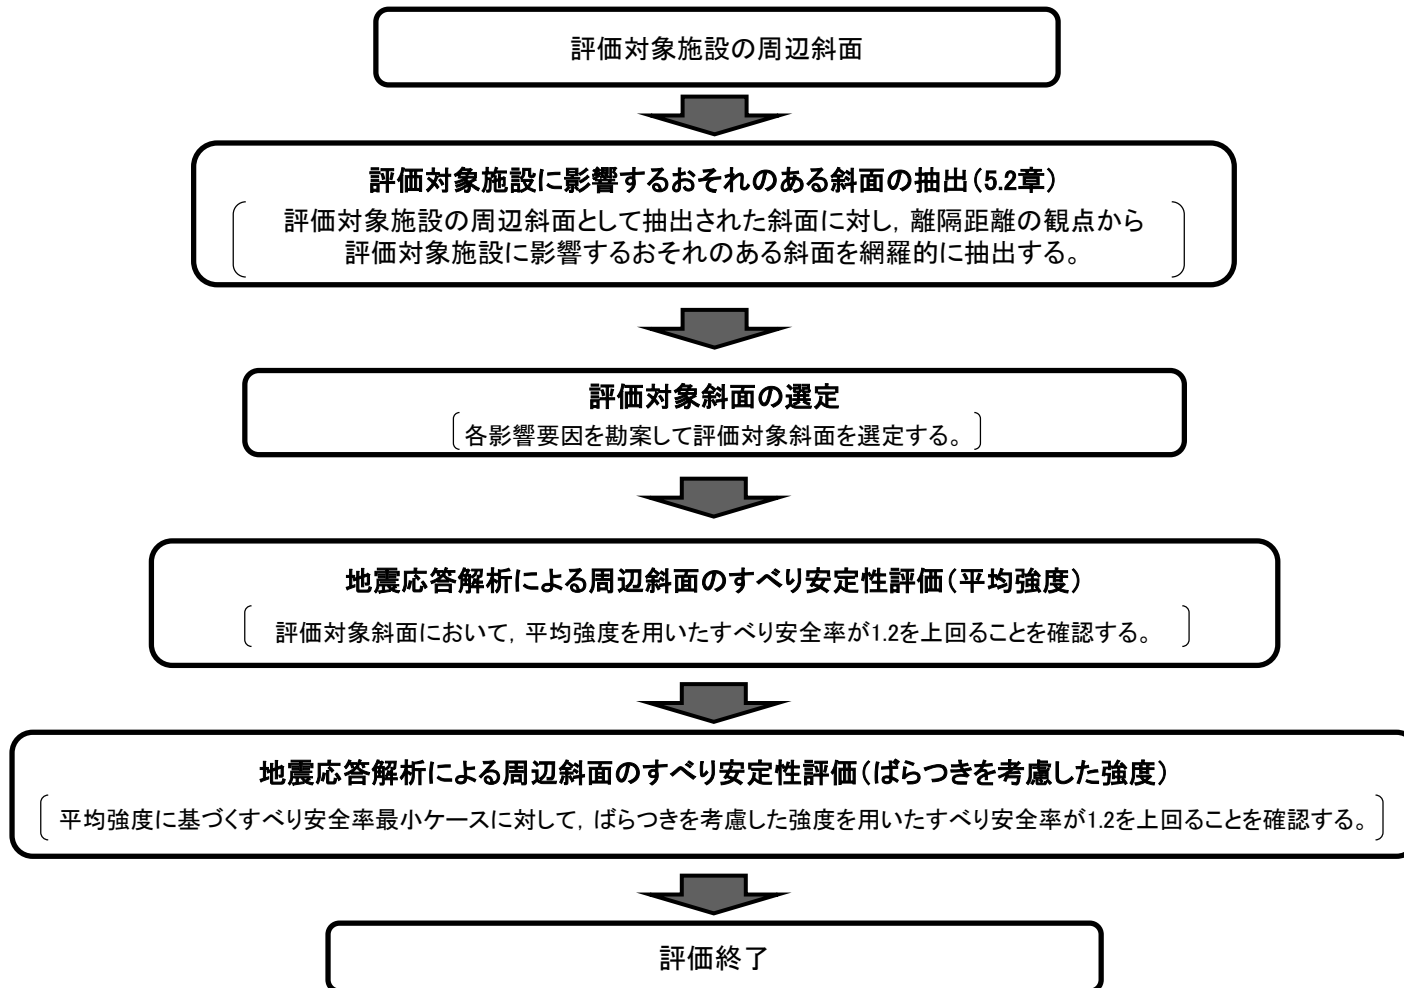 評価対象施設の周辺斜面
評価対象施設に影響するおそれのある斜面の抽出(5.2章)
評価対象施設の周辺斜面として抽出された斜面に対し,離隔距離の観点から
評価対象施設に影響するおそれのある斜面を網羅的に抽出する。
評価対象斜面の選定
各影響要因を勘案して評価対象斜面を選定する。
地震応答解析による周辺斜面のすべり安定性評価(平均強度)
評価対象斜面において,平均強度を用いたすべり安全率が1.2を上回ることを確認する。
地震応答解析による周辺斜面のすべり安定性評価(ばらつきを考慮した強度)
平均強度に基づくすべり安全率最小ケースに対して,ばらつきを考慮した強度を用いたすべり安全率が1.2を上回ることを確認する。
評価終了